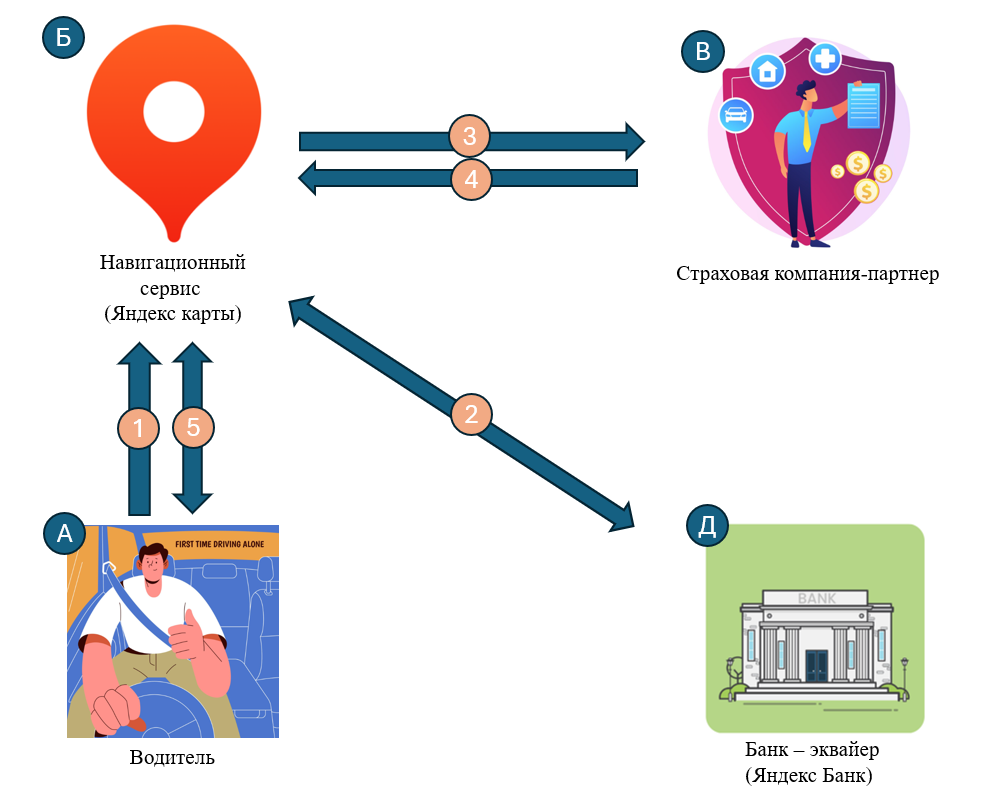 Б
В
3
4
Навигационный
сервис
(Яндекс карты)
Страховая компания-партнер
2
1
5
А
FIRST TIME DRIVING ALONE
Д
BANK
Водитель
Банк – эквайер
(Яндекс Банк)